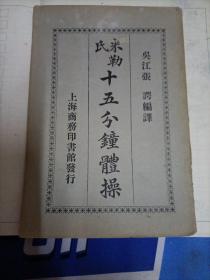 吳江張諤編譯
米勒氏十五分鐘體操
上海商務印書館發行